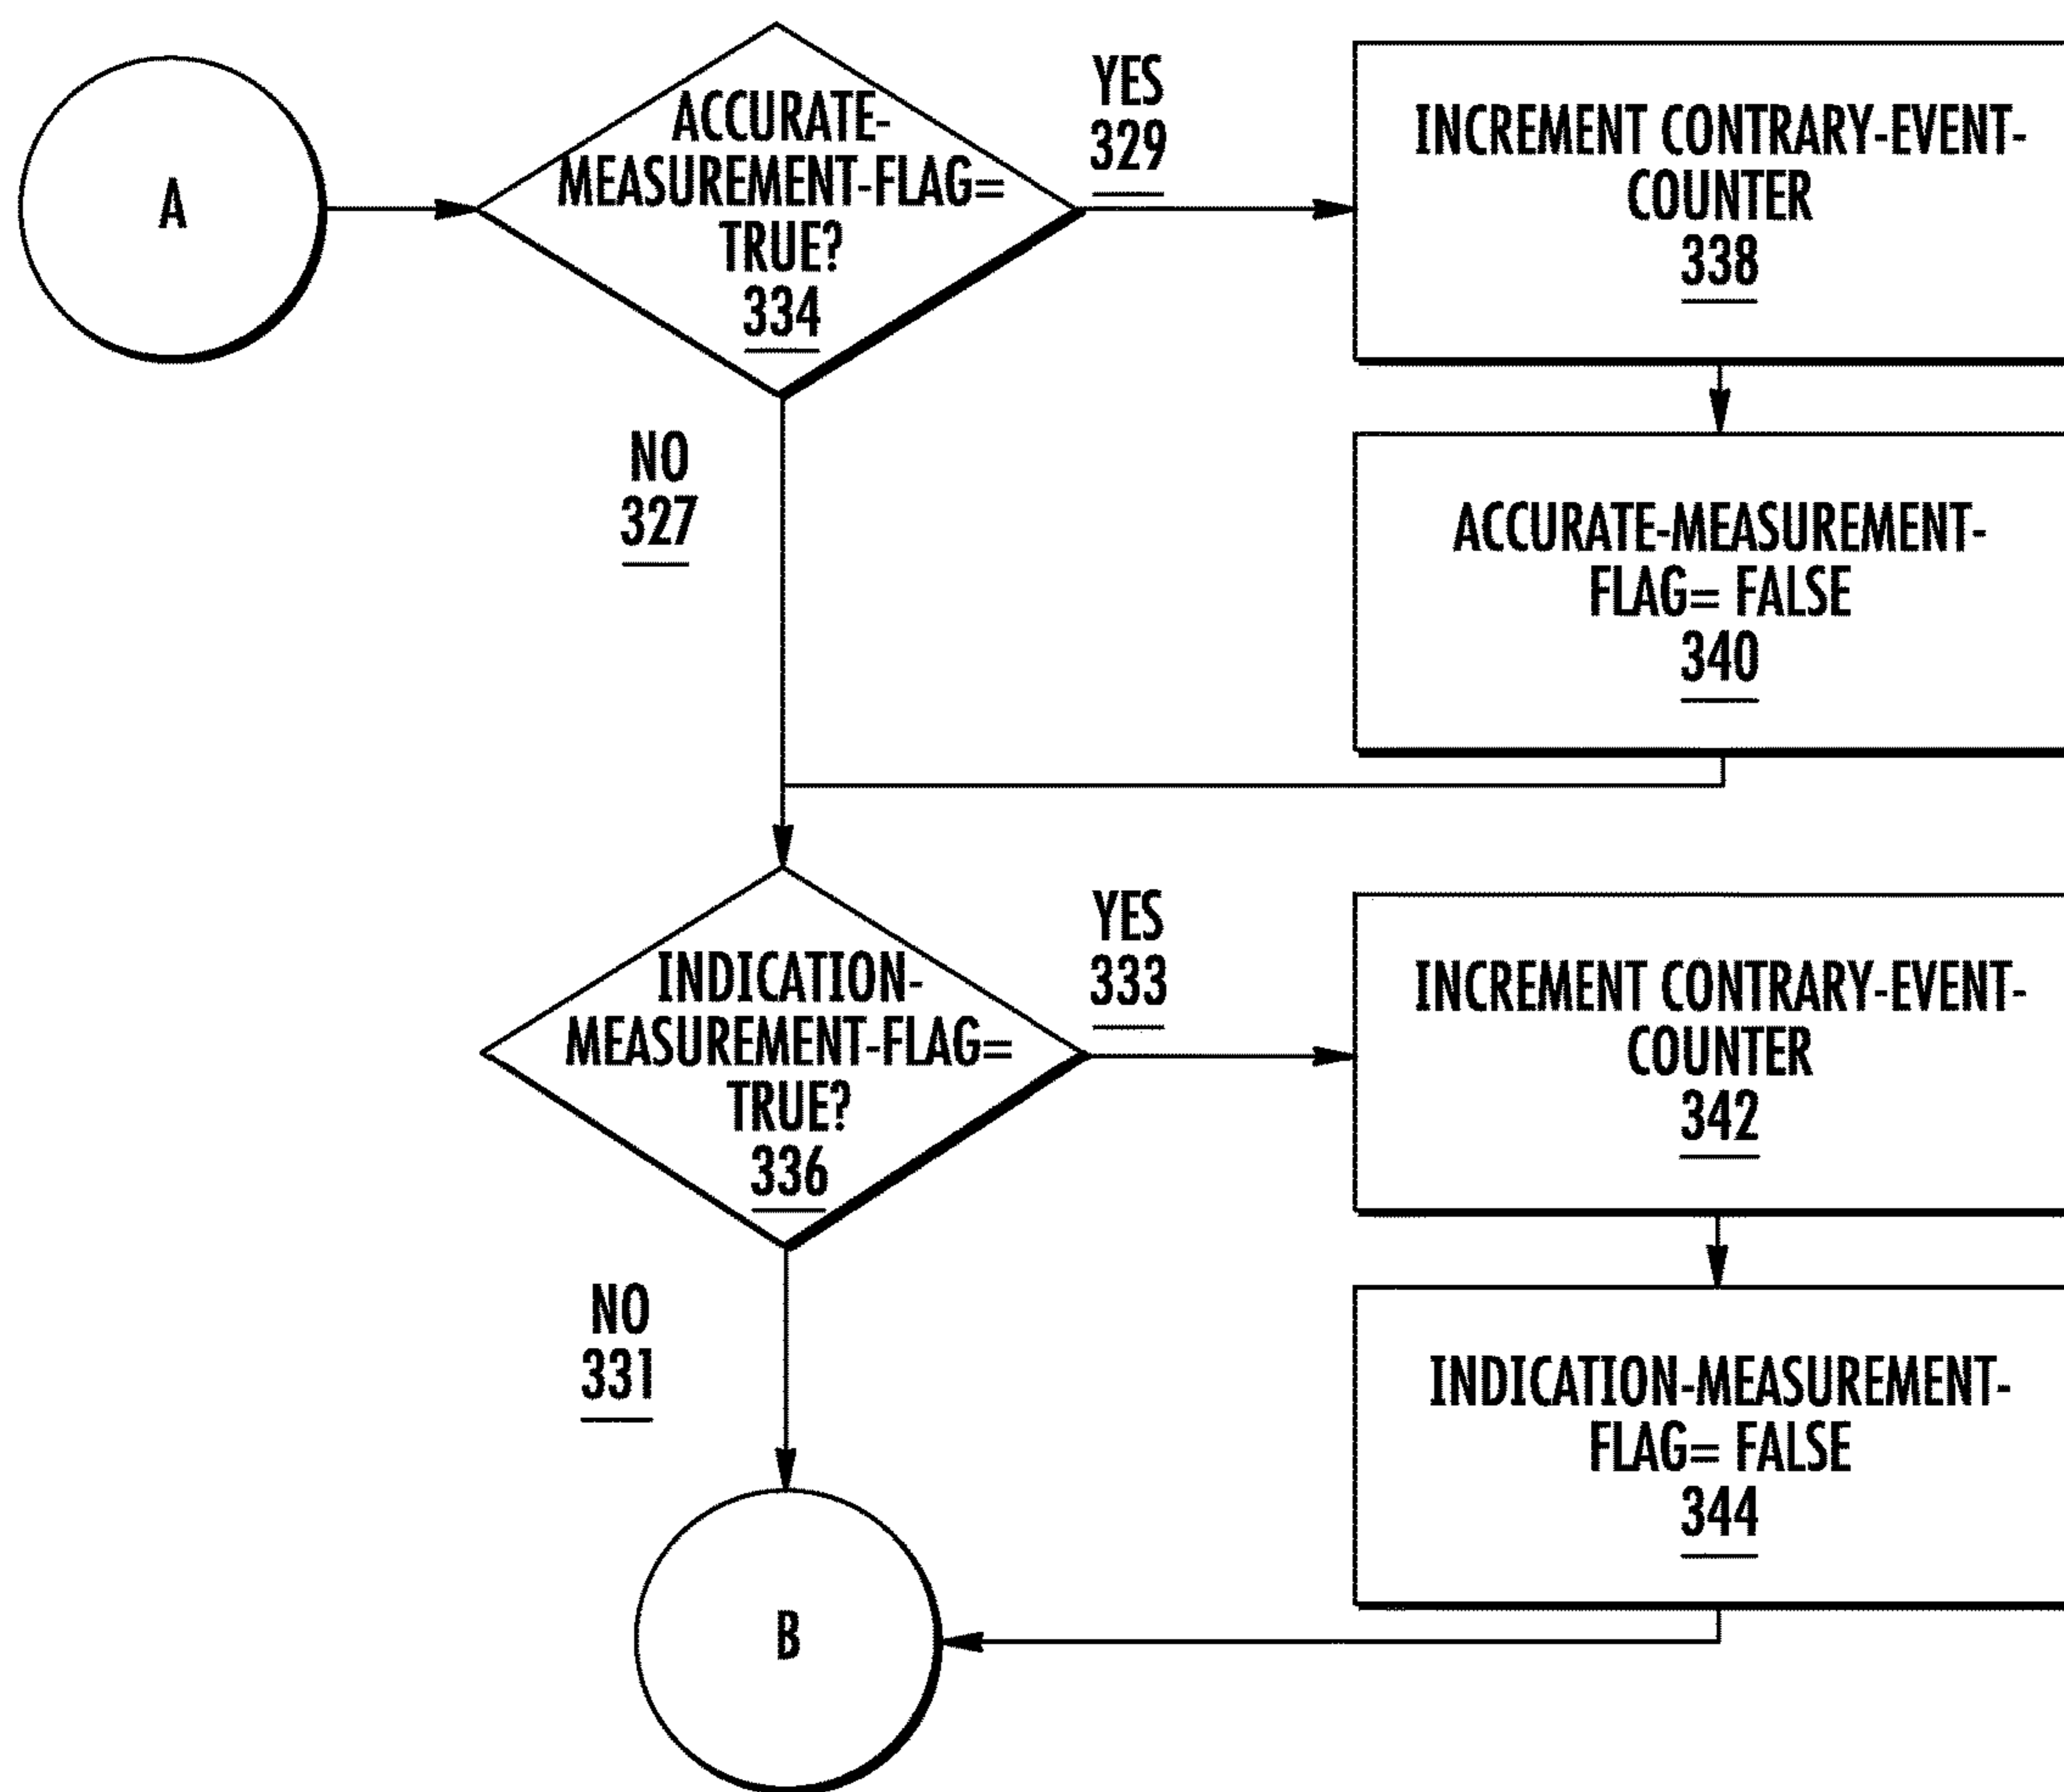 A
ACCURATE-
MEASUREMENT-FLAG=
TRUE?
334
YES
329
INCREMENT CONTRARY-EVENT-
COUNTER
338
NO
327
ACCURATE-MEASUREMENT-
FLAG= FALSE
340
INDICATION-
MEASUREMENT-FLAG=
TRUE?
336
YES
333
INCREMENT CONTRARY-EVENT-
COUNTER
342
NO
331
INDICATION-MEASUREMENT-
FLAG= FALSE
344
B